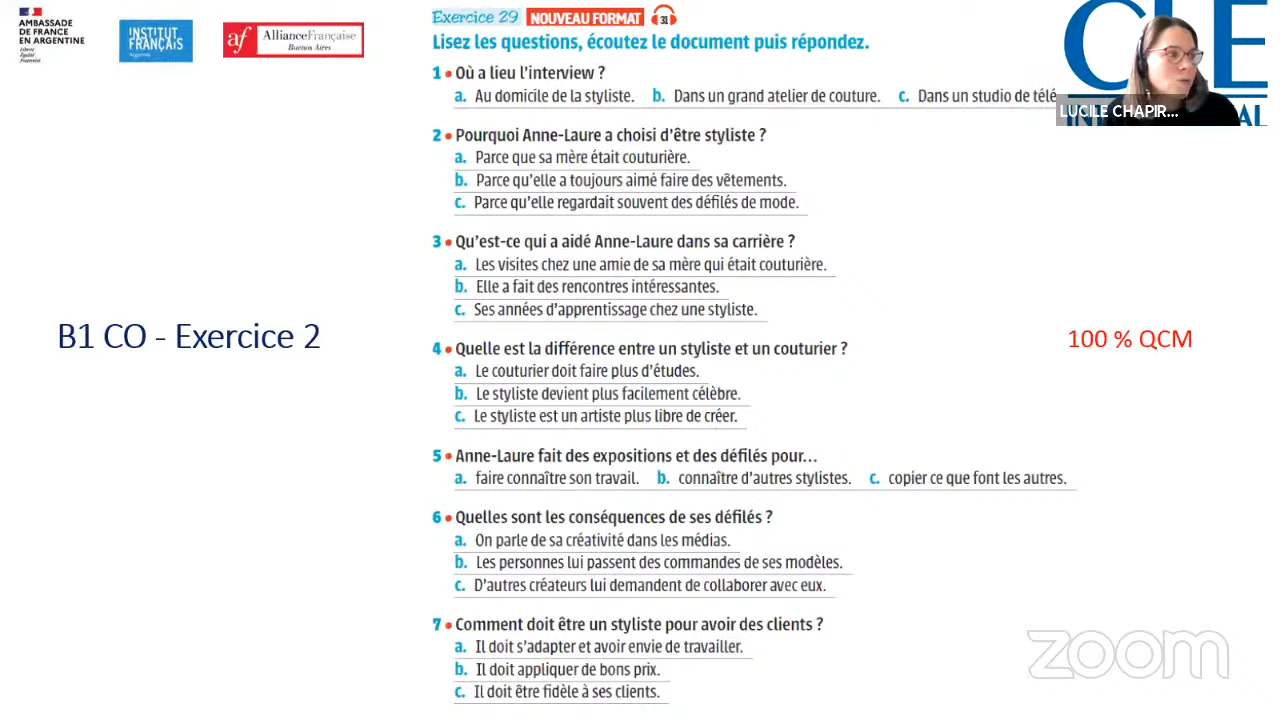 AMBASSADE
DE FRANCE
EN ARGENTINE
Liberté
Égalité
Fraternité
INSTITUT
FRANÇAIS
Argentine
af AllianceFrançaise
Buenos Aires
Exercice 29 NOUVEAU FORMAT 31
Lisez les questions, écoutez le document puis répondez.
1 • Où a lieu l'interview ?
a. Au domicile de la styliste. b. Dans un grand atelier de couture. c. Dans un studio de télé
LUCILE CHAPIR...
2 • Pourquoi Anne-Laure a choisi d'être styliste ?
a. Parce que sa mère était couturière.
b. Parce qu'elle a toujours aimé faire des vêtements.
c. Parce qu'elle regardait souvent des défilés de mode.
3 • Qu'est-ce qui a aidé Anne-Laure dans sa carrière ?
a. Les visites chez une amie de sa mère qui était couturière.
b. Elle a fait des rencontres intéressantes.
c. Ses années d'apprentissage chez une styliste.
B1 CO - Exercice 2
100 % QCM
4 • Quelle est la différence entre un styliste et un couturier ?
a. Le couturier doit faire plus d'études.
b. Le styliste devient plus facilement célèbre.
c. Le styliste est un artiste plus libre de créer.
5 • Anne-Laure fait des expositions et des défilés pour...
a. faire connaître son travail. b. connaître d'autres stylistes. c. copier ce que font les autres.
6 • Quelles sont les conséquences de ses défilés ?
a. On parle de sa créativité dans les médias.
b. Les personnes lui passent des commandes de ses modèles.
c. D'autres créateurs lui demandent de collaborer avec eux.
7 • Comment doit être un styliste pour avoir des clients ?
a. Il doit s'adapter et avoir envie de travailler.
b. Il doit appliquer de bons prix.
c. Il doit être fidèle à ses clients.
zoom